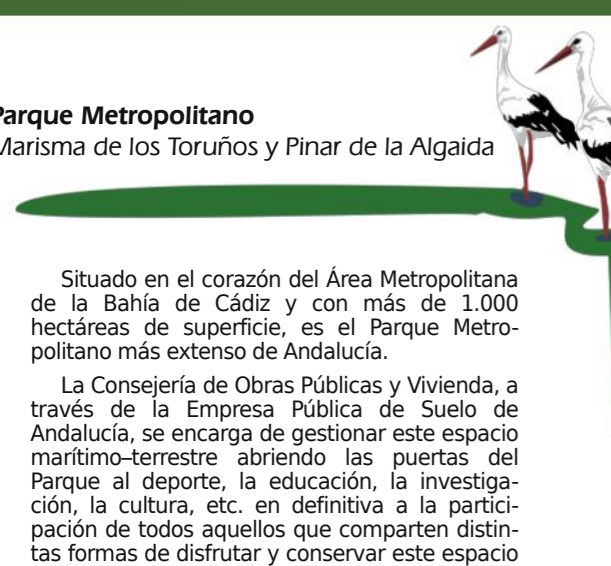 Parque Metropolitano
Marisma de los Toruños y Pinar de la Algaida
Situado en el corazón del Área Metropolitana
de la Bahía de Cádiz y con más de 1.000
hectáreas de superficie, es el Parque Metro-
politano más extenso de Andalucía.
La Consejería de Obras Públicas y Vivienda, a
través de la Empresa Pública de Suelo de
Andalucía, se encarga de gestionar este espacio
marítimo–terrestre abriendo las puertas del
Parque al deporte, la educación, la investiga-
ción, la cultura, etc. en definitiva a la partici-
pación de todos aquellos que comparten distin-
tas formas de disfrutar y conservar este espacio